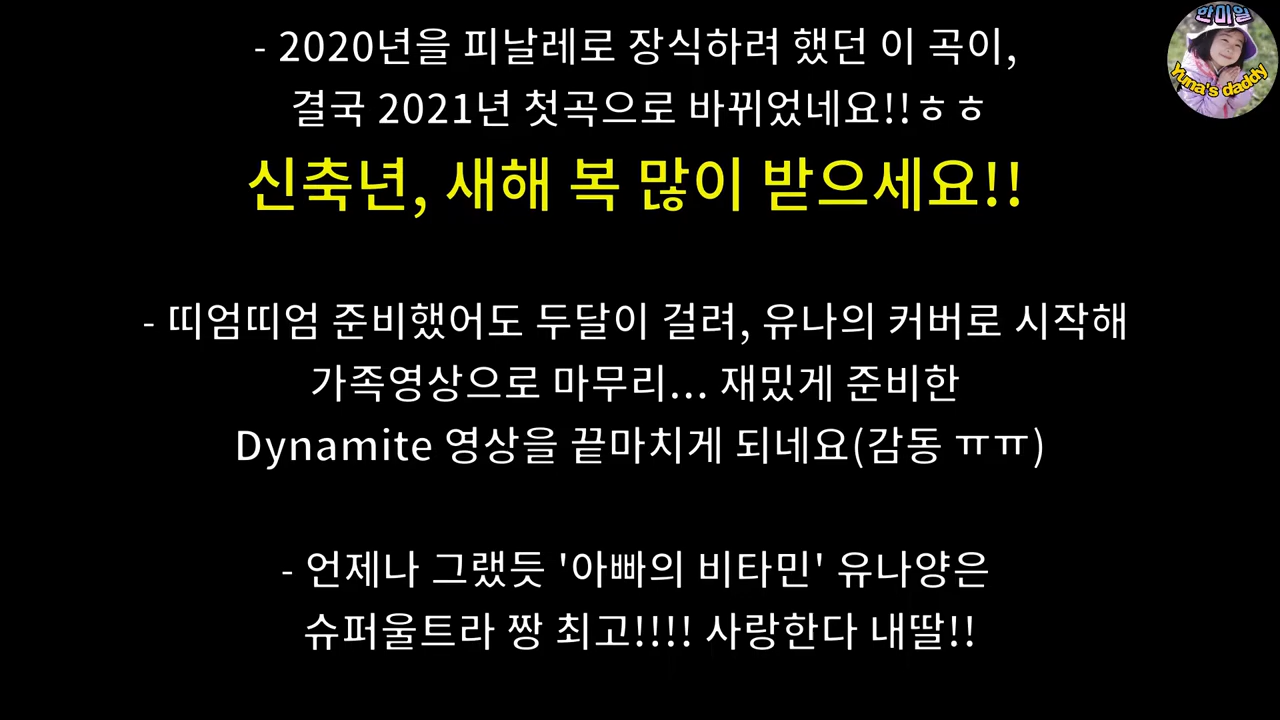 - 2020년을 피날레로 장식하려 했던 이 곡이,
결국 2021년 첫곡으로 바뀌었네요!!ㅎㅎ
신축년, 새해 복 많이 받으세요!!
- 띠엄띠엄 준비했어도 두달이 걸려, 유나의 커버로 시작해
가족영상으로 마무리... 재밌게 준비한
Dynamite 영상을 끝마치게 되네요(감동 ㅠㅠ)
- 언제나 그랬듯 '아빠의 비타민' 유나양은
슈퍼울트라 짱 최고!!!! 사랑한다 내딸!!
한미일
Yuna's daddy